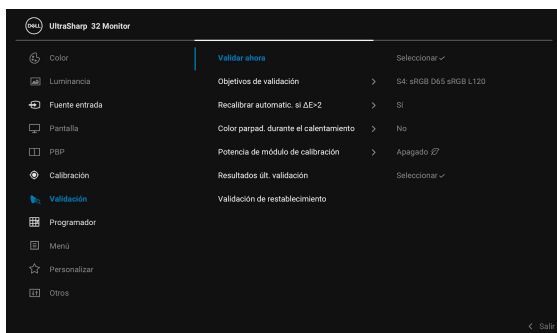 DELL UltraSharp 32 Monitor
Color
Validar ahora Seleccionar
Luminancia
Objetivos de validación S4: sRGB D65 sRGB L120
Fuente entrada
Recalibrar automatic. si ΔE>2 Sí
Pantalla
Color parpad. durante el calentamiento No
PBP
Potencia de módulo de calibración Apagado
Calibración
Resultados últ. validación Seleccionar
Validación
Validación de restablecimiento
Programador
Menú
Personalizar
Otros
Salir